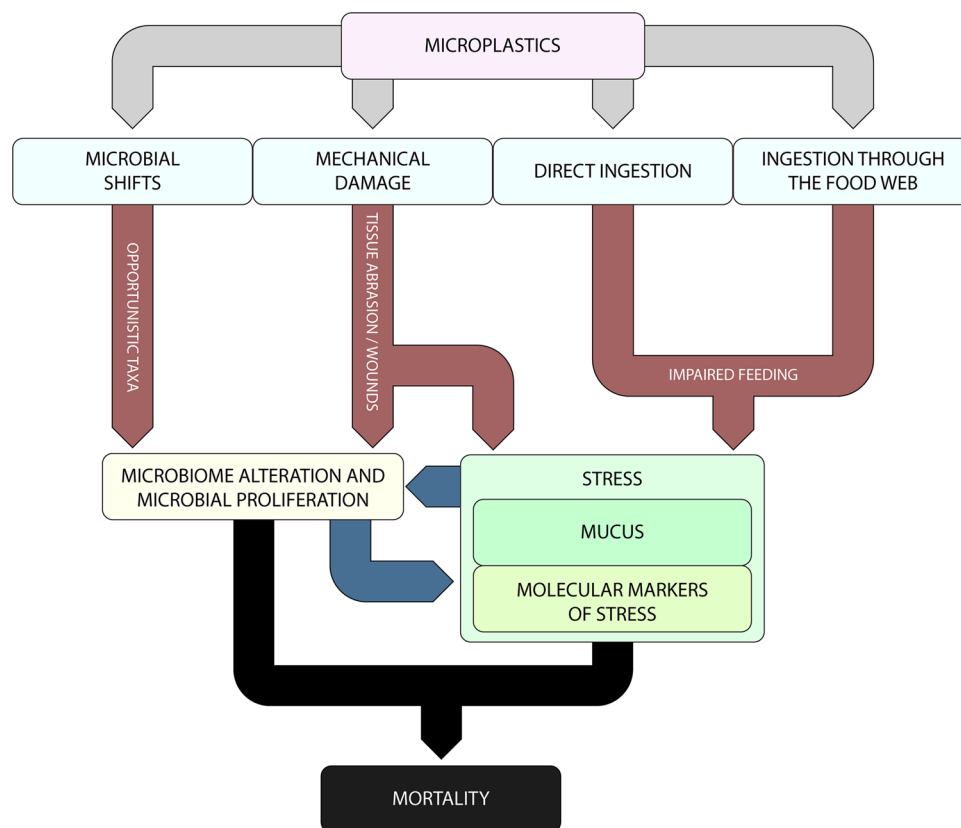 MICROPLASTICS
MICROBIAL
SHIFTS
MECHANICAL
DAMAGE
DIRECT INGESTION
INGESTION THROUGH
THE FOOD WEB
OPPORTUNISTIC TAXA
TISSUE ABRASION / WOUNDS
IMPAIRED FEEDING
MICROBIOME ALTERATION AND
MICROBIAL PROLIFERATION
STRESS
MUCUS
MOLECULAR MARKERS
OF STRESS
MORTALITY